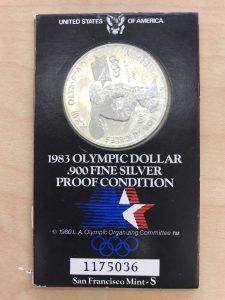 UNITED STATES OF AMERICA.
1983 OLYMPIC DOLLAR
.900 FINE SILVER
PROOF CONDITION
© 1980 L.A. Olympic Organizing Committee TM
1175036
San Francisco Mint - S